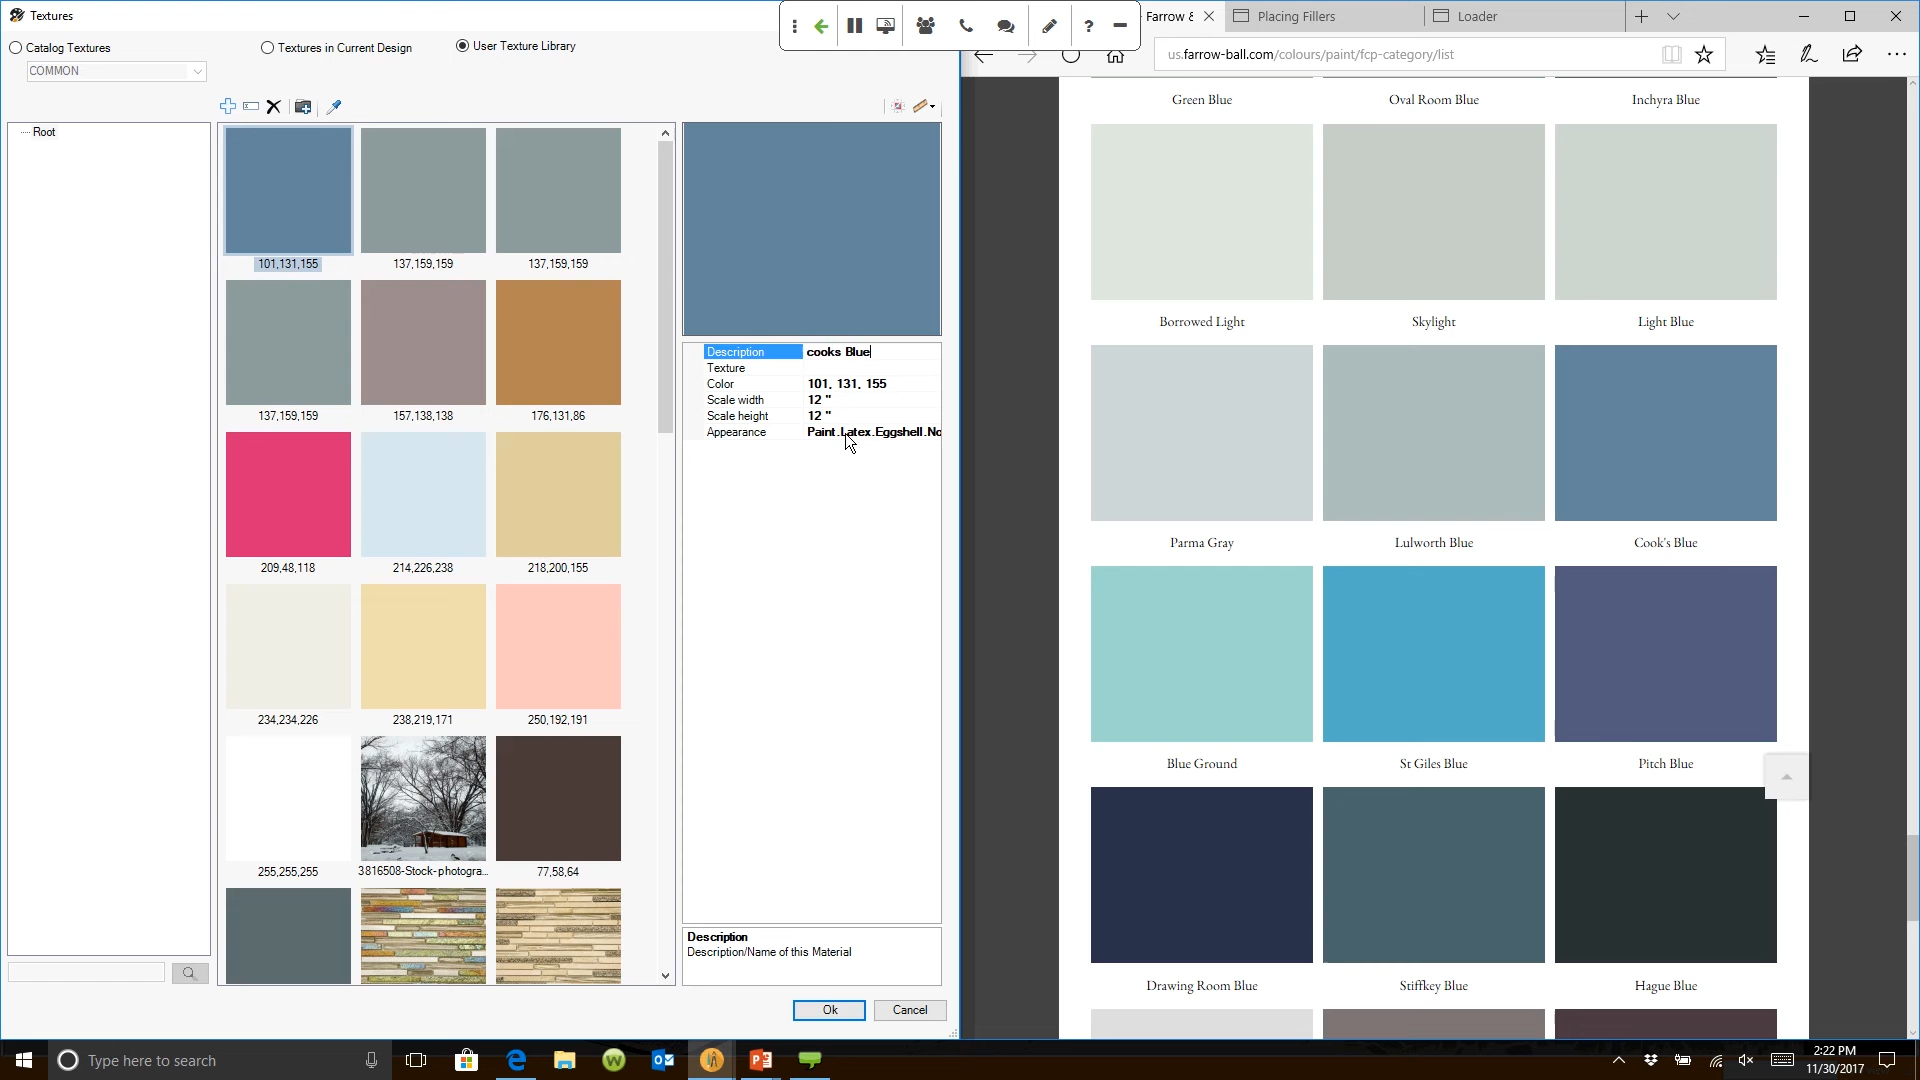 Textures
Catalog Textures
Textures in Current Design
User Texture Library
COMMON
Root
101,131,155
137,159,159
137,159,159
137,159,159
157,138,138
176,131,86
209,48,118
214,226,238
218,200,155
234,234,226
238,219,171
250,192,191
255,255,255
3816508-Stock-photogra...
77,58,64
Description cooks Blue
Texture
Color 101, 131, 155
Scale width 12 "
Scale height 12 "
Appearance Paint.Latex.Eggshell.No
Description
Description/Name of this Material
Ok
Cancel
Farrow &
Placing Fillers
Loader
us.farrow-ball.com/colours/paint/fcp-category/list
Green Blue
Oval Room Blue
Inchyra Blue
Borrowed Light
Skylight
Light Blue
Parma Gray
Lulworth Blue
Cook's Blue
Blue Ground
St Giles Blue
Pitch Blue
Drawing Room Blue
Stiffkey Blue
Hague Blue
Type here to search
2:22 PM
11/30/2017